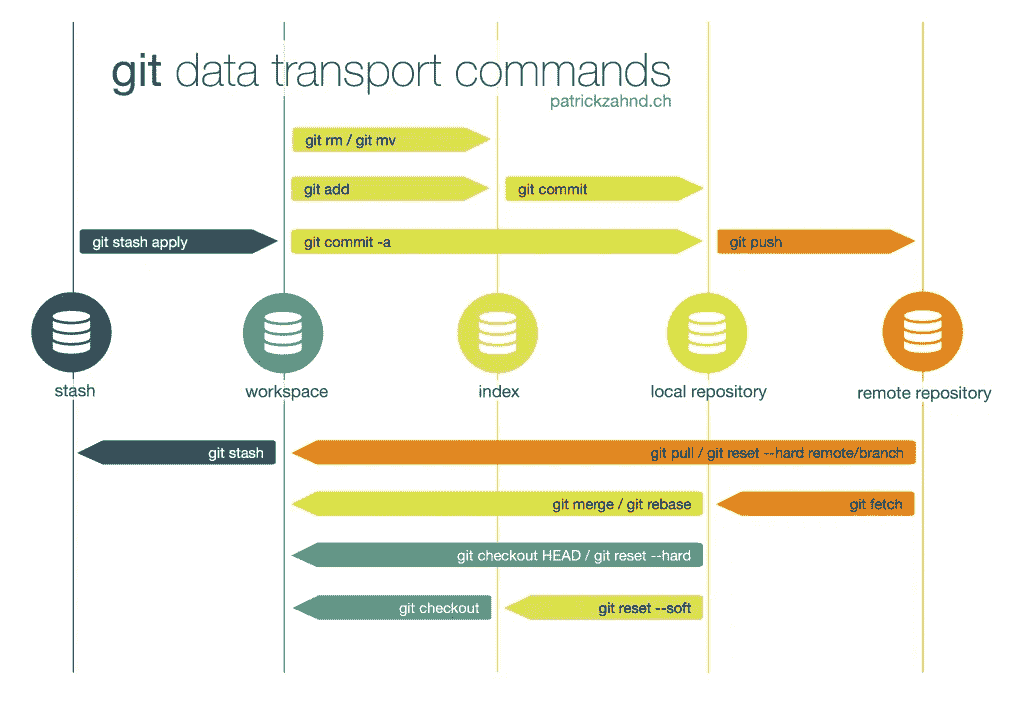 git data transport commands
patrickzahnd.ch
git rm / git mv
git add
git commit
git stash apply
git commit -a
git push
stash
workspace
index
local repository
remote repository
git stash
git pull / git reset --hard remote/branch
git merge / git rebase
git fetch
git checkout HEAD / git reset --hard
git checkout
git reset --soft